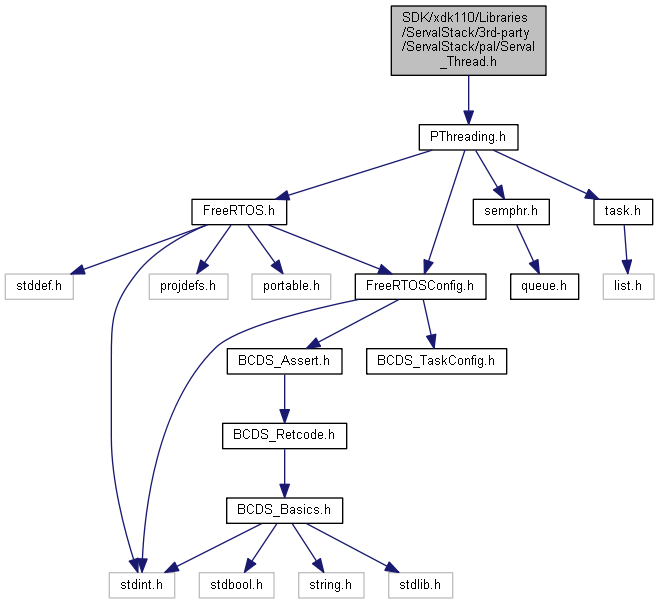 SDK/xdk110/Libraries
/ServalStack/3rd-party
/ServalStack/pal/Serval
_Thread.h
PThreading.h
FreeRTOS.h
semphr.h
task.h
stddef.h
projdefs.h
portable.h
FreeRTOSConfig.h
queue.h
list.h
BCDS_Assert.h
BCDS_TaskConfig.h
BCDS_Retcode.h
BCDS_Basics.h
stdint.h
stdbool.h
string.h
stdlib.h